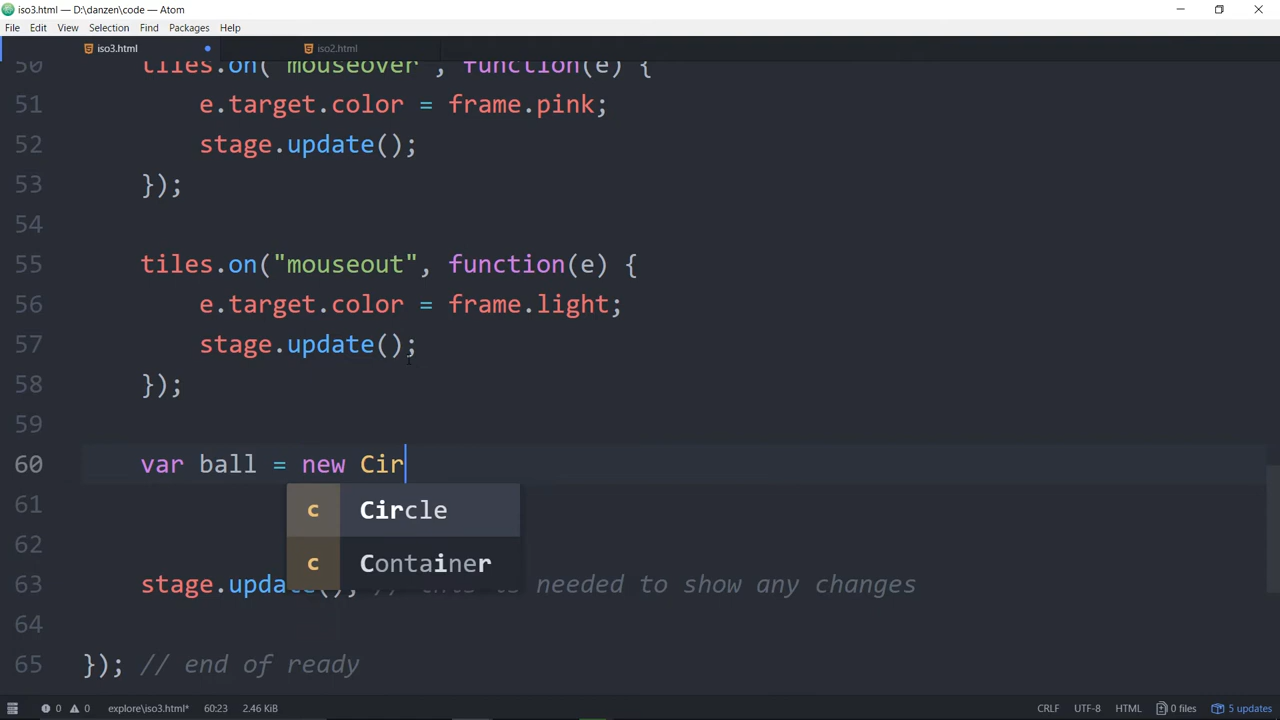 iso3.html — D:\danzen\code — Atom
File Edit View Selection Find Packages Help
iso3.html iso2.html
50 tiles.on("mouseover", function(e) {
51 e.target.color = frame.pink;
52 stage.update();
53 });
54
55 tiles.on("mouseout", function(e) {
56 e.target.color = frame.light;
57 stage.update();
58 });
59
60 var ball = new Cir
61 c Circle
62 c Container
63 stage.update(); // this is needed to show any changes
64
65 }); // end of ready
0 0 explore\iso3.html* 60:23 2.46 KiB CRLF UTF-8 HTML 0 files 5 updates